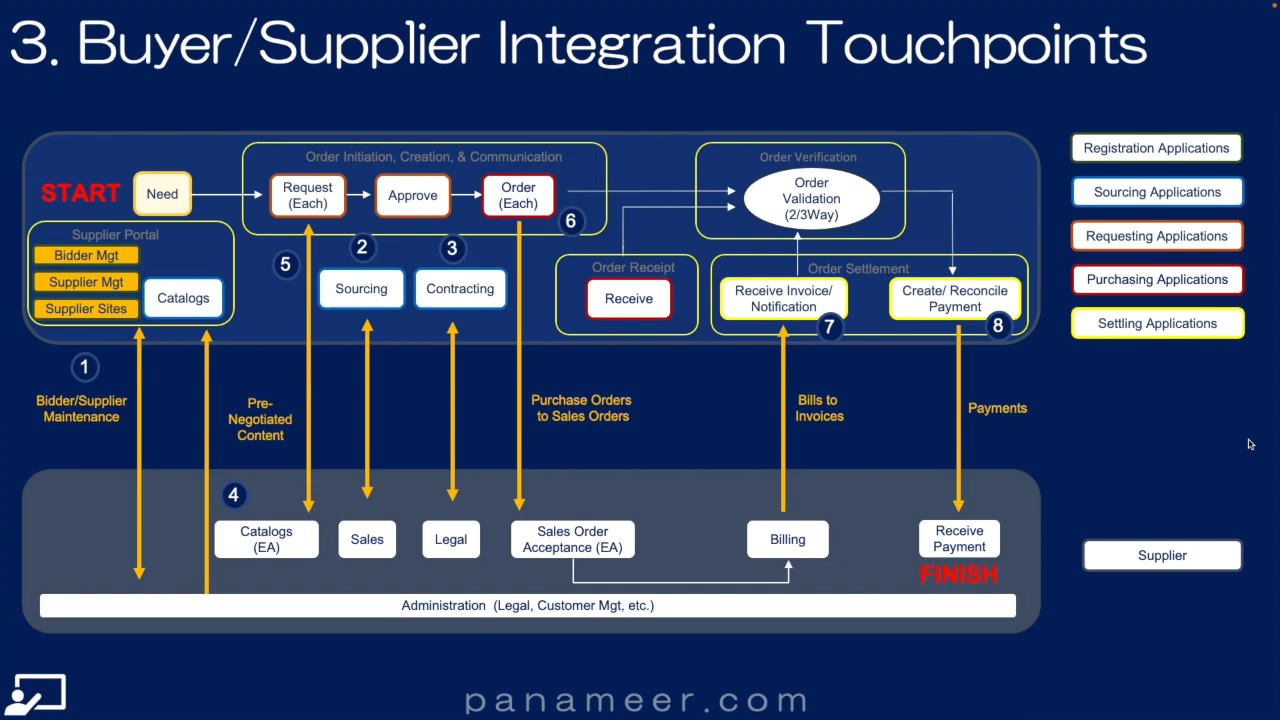 3. Buyer/Supplier Integration Touchpoints
Order Initiation, Creation, & Communication
Order Verification
START
Need
Request
(Each)
Approve
Order
(Each)
6
Order
Validation
(2/3Way)
Supplier Portal
Bidder Mgt
Supplier Mgt
Supplier Sites
Catalogs
5
2
Sourcing
3
Contracting
Order Receipt
Receive
Order Settlement
Receive Invoice/
Notification
7
Create/ Reconcile
Payment
8
Registration Applications
Sourcing Applications
Requesting Applications
Purchasing Applications
Settling Applications
1
Bidder/Supplier
Maintenance
Pre-
Negotiated
Content
Purchase Orders
to Sales Orders
Bills to
Invoices
Payments
4
Catalogs
(EA)
Sales
Legal
Sales Order
Acceptance (EA)
Billing
Receive
Payment
FINISH
Supplier
Administration (Legal, Customer Mgt, etc.)
panameer.com